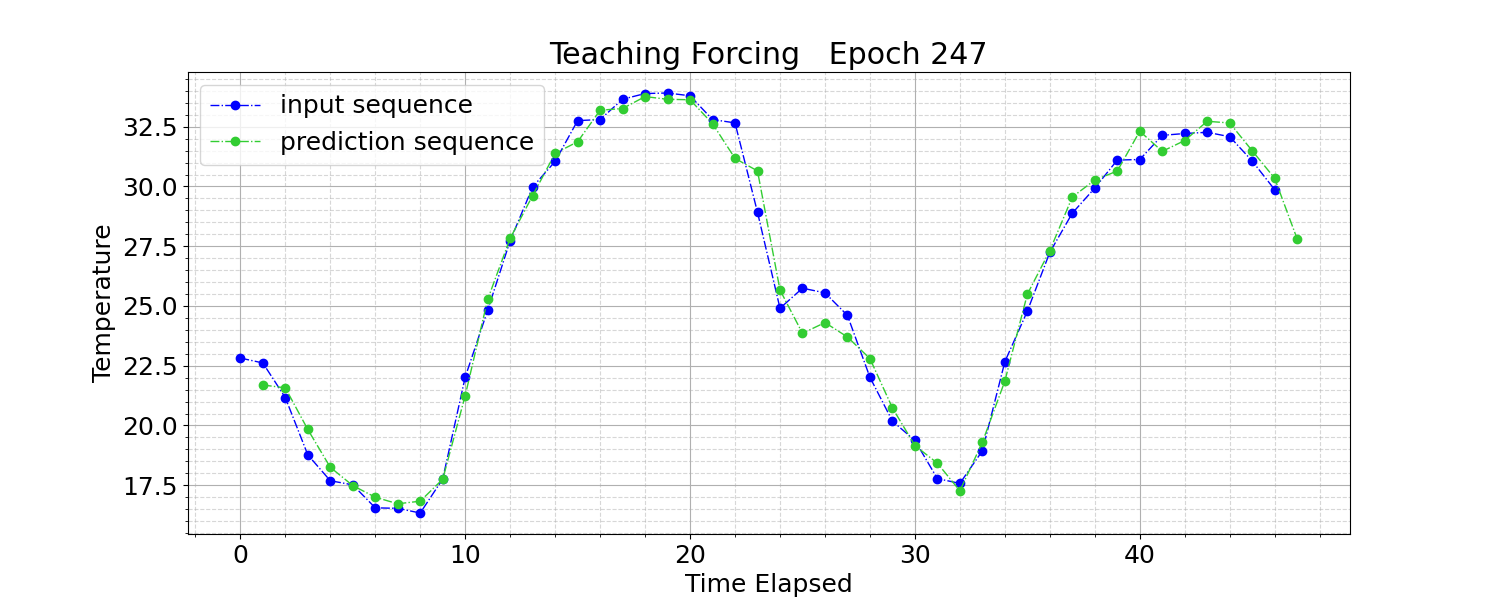 Teaching Forcing   Epoch 247
input sequence
prediction sequence
32.5
30.0
27.5
25.0
22.5
20.0
17.5
Temperature
0 10 20 30 40
Time Elapsed